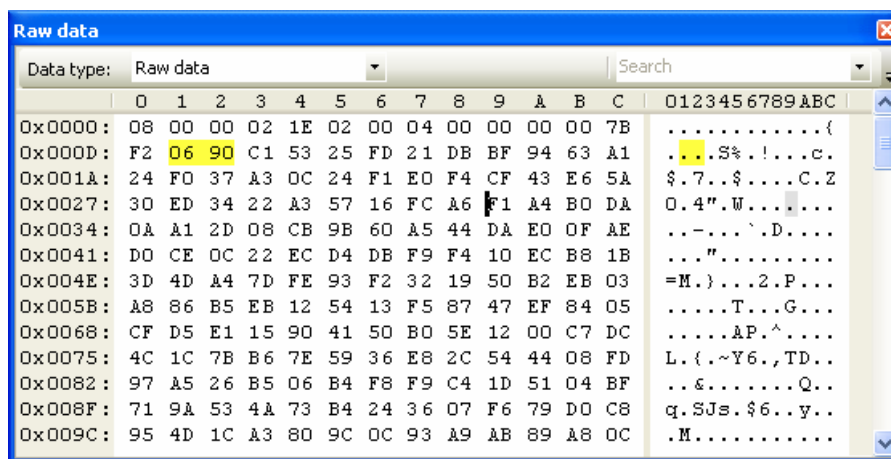 Raw data
Data type: Raw data Search
0 1 2 3 4 5 6 7 8 9 A B C 0123456789ABC
0x0000: 08 00 00 02 1E 02 00 04 00 00 00 00 7B ............{
0x000D: F2 06 90 C1 53 25 FD 21 DB BF 94 63 A1 ....S%.!...c.
0x001A: 24 F0 37 A3 0C 24 F1 E0 F4 CF 43 E6 5A $.7..$....C.Z
0x0027: 30 ED 34 22 A3 57 16 FC A6 F1 A4 B0 DA 0.4".W.......
0x0034: 0A A1 2D 08 CB 9B 60 A5 44 DA E0 0F AE ..-...`.D....
0x0041: D0 CE 0C 22 EC D4 DB F9 F4 10 EC B8 1B ...".........
0x004E: 3D 4D A4 7D FE 93 F2 32 19 50 B2 EB 03 =M.}...2.P...
0x005B: A8 86 B5 EB 12 54 13 F5 87 47 EF 84 05 .....T...G...
0x0068: CF D5 E1 15 90 41 50 B0 5E 12 00 C7 DC .....AP.^....
0x0075: 4C 1C 7B B6 7E 59 36 E8 2C 54 44 08 FD L.{.~Y6.,TD..
0x0082: 97 A5 26 B5 06 B4 F8 F9 C4 1D 51 04 BF ..&.......Q..
0x008F: 71 9A 53 4A 73 B4 24 36 07 F6 79 D0 C8 q.SJs.$6..y..
0x009C: 95 4D 1C A3 80 9C 0C 93 A9 AB 89 A8 0C .M...........